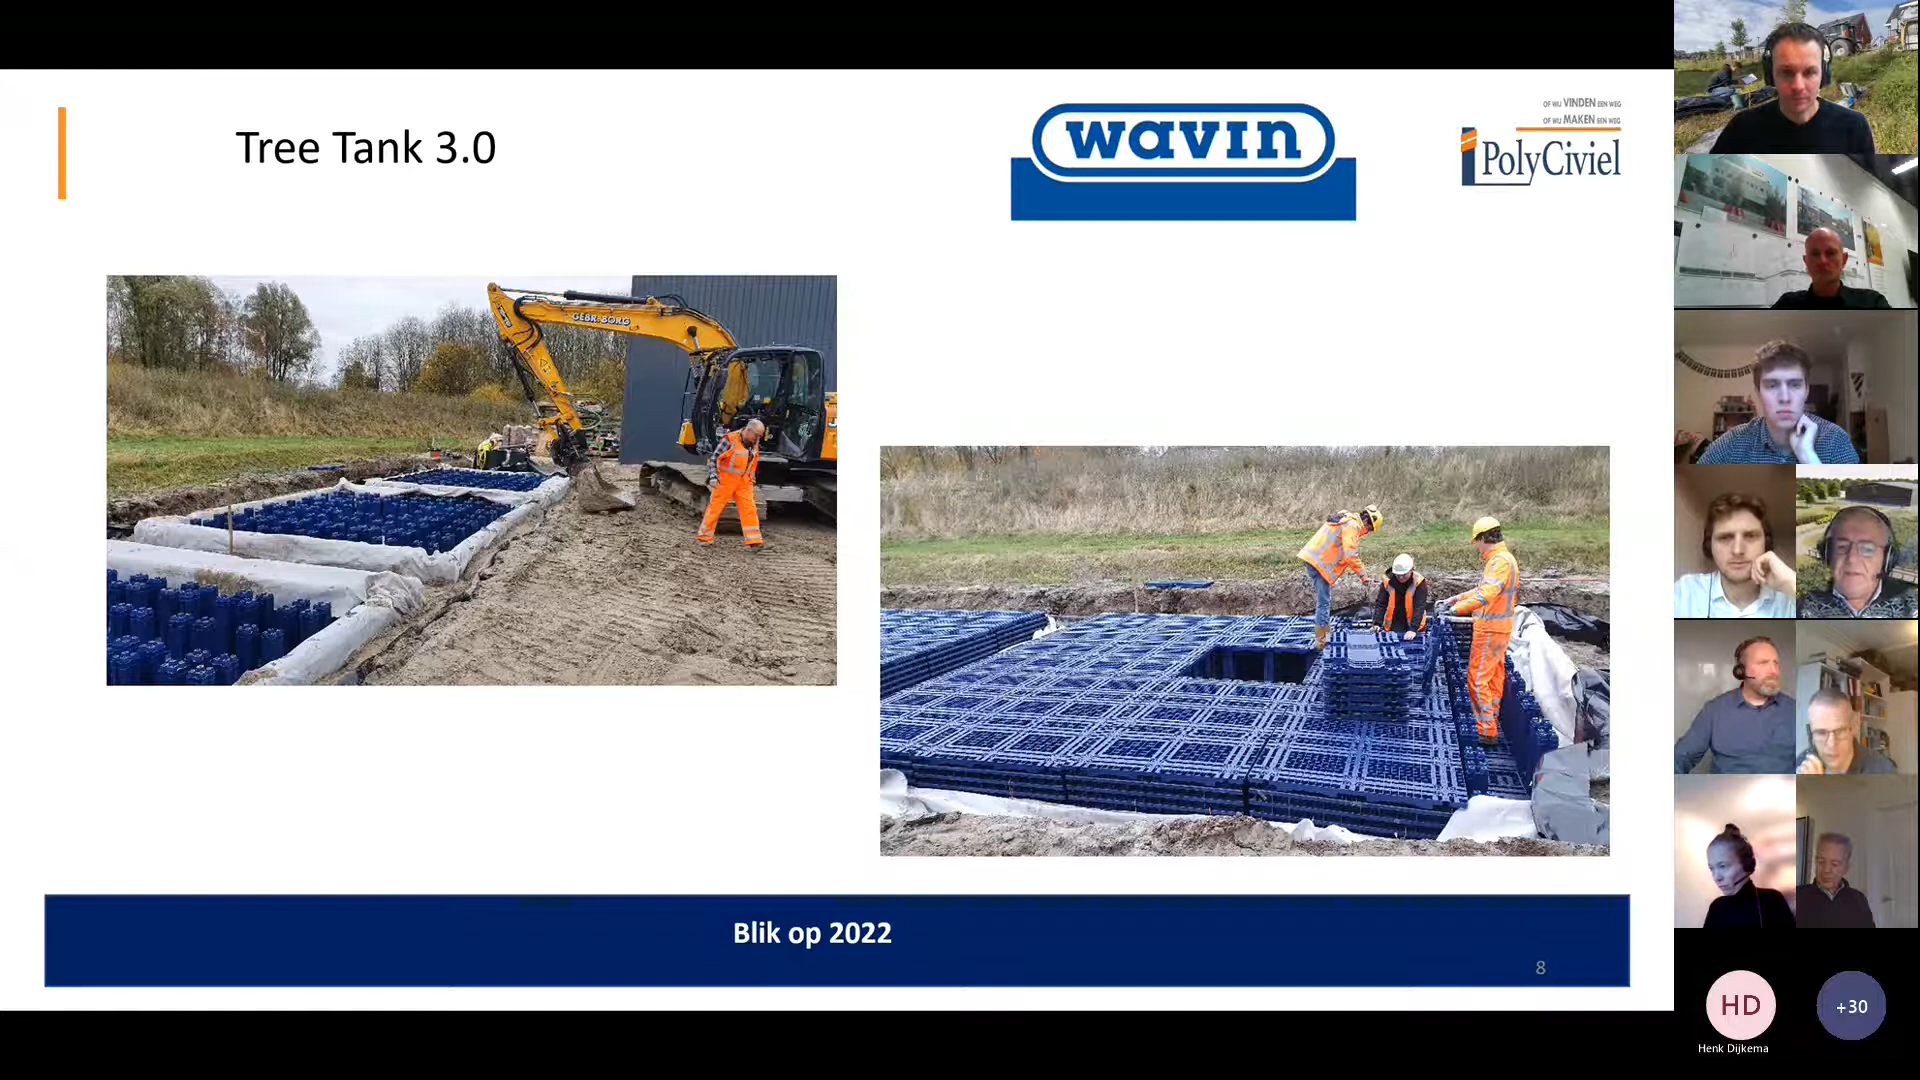 Tree Tank 3.0
wavin
OF WIJ VINDEN EEN WEG
OF WIJ MAKEN EEN WEG
PolyCiviel
GEBR. BORG
Blik op 2022
8
HD
+30
Henk Dijkema